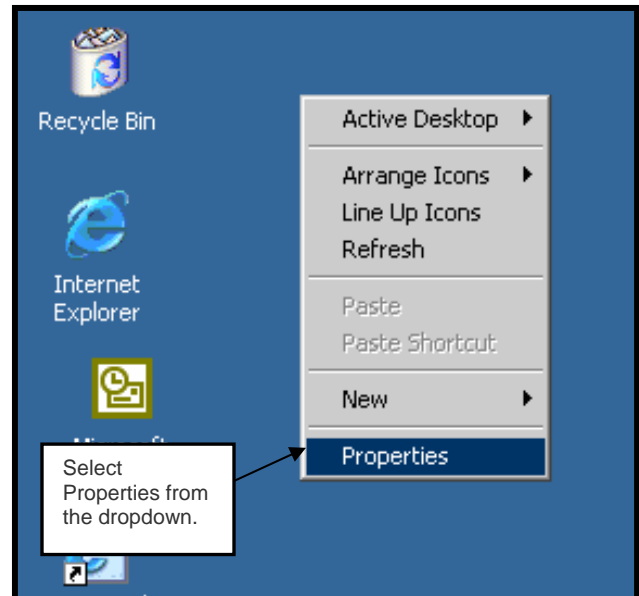 Recycle Bin
Internet
Explorer
Active Desktop
Arrange Icons
Line Up Icons
Refresh
Paste
Paste Shortcut
New
Properties
Select
Properties from
the dropdown.